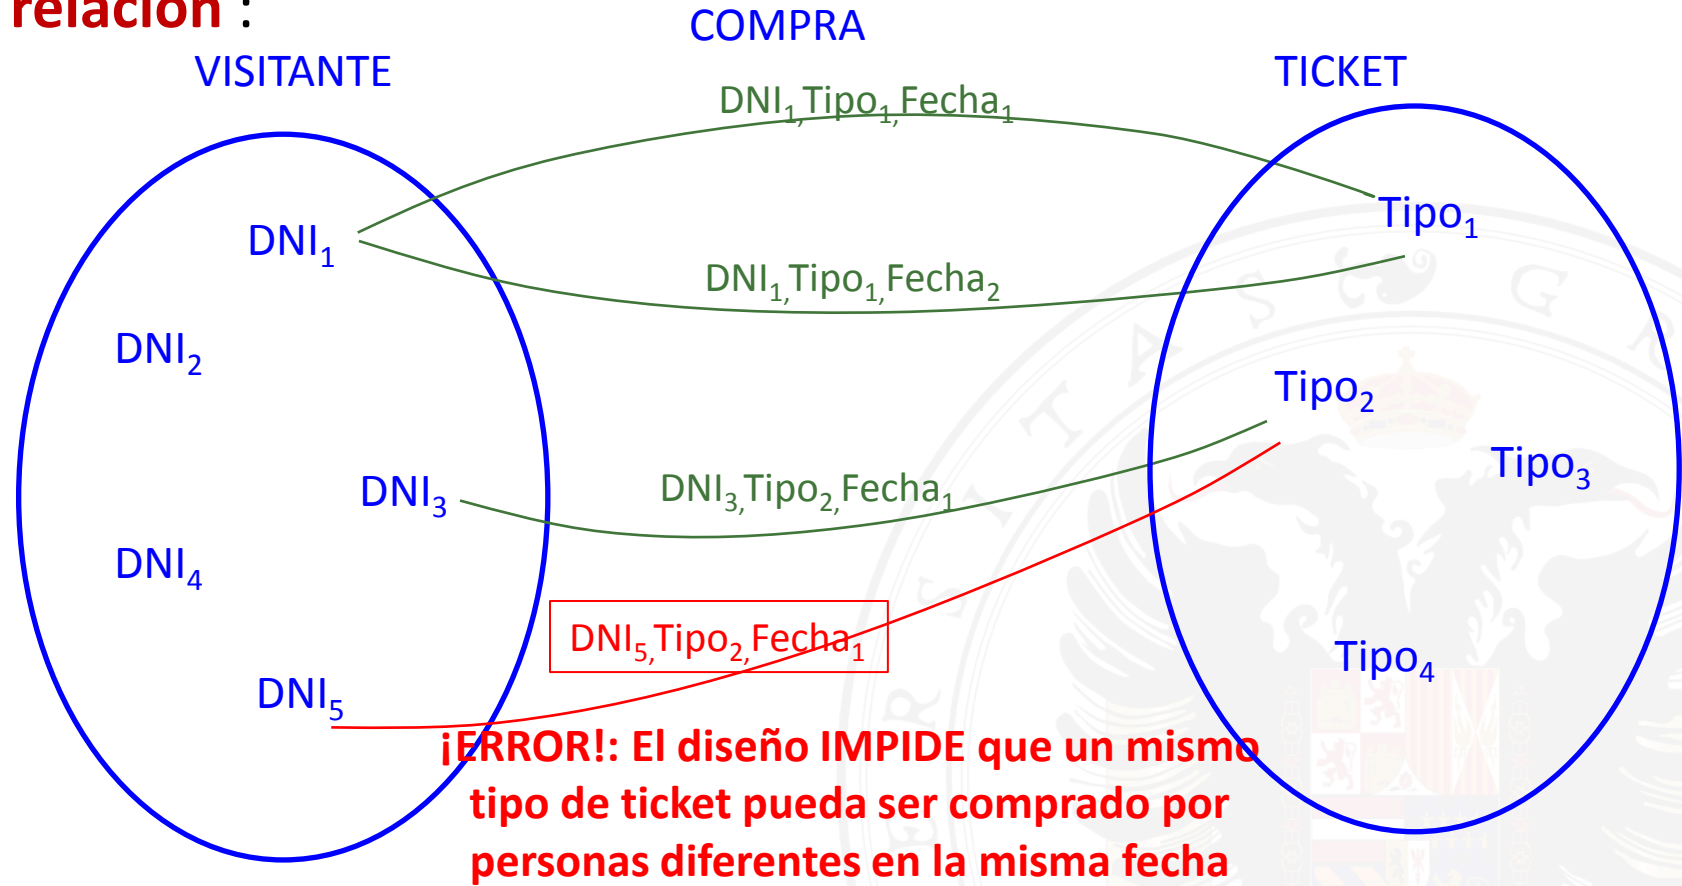 relación :
COMPRA
VISITANTE
TICKET
DNI₁,Tipo₁,Fecha₁
DNI₁
Tipo₁
DNI₁,Tipo₁,Fecha₂
DNI₂
Tipo₂
DNI₃
DNI₃,Tipo₂,Fecha₁
Tipo₃
DNI₄
DNI₅,Tipo₂,Fecha₁
Tipo₄
DNI₅
¡ERROR!: El diseño IMPIDE que un mismo
tipo de ticket pueda ser comprado por
personas diferentes en la misma fecha
ERSITAS GR